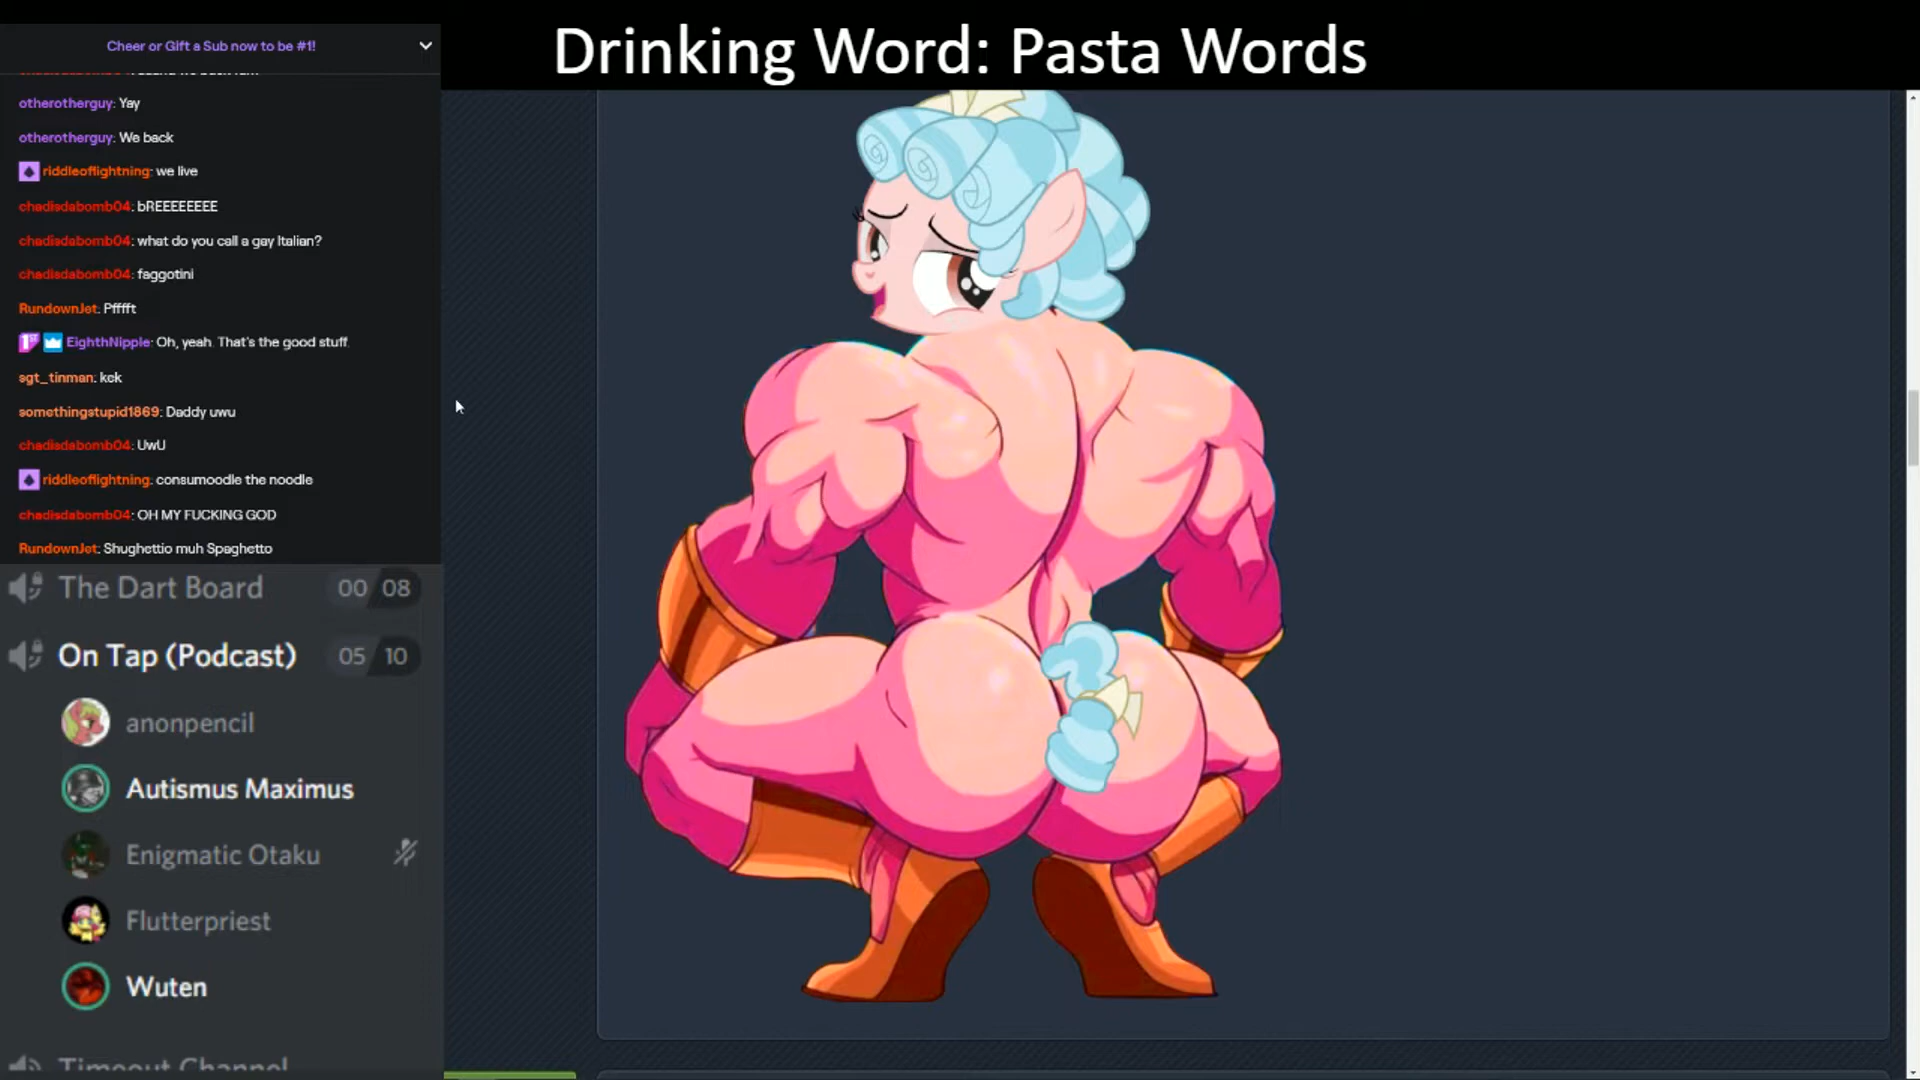 Drinking Word: Pasta Words
Cheer or Gift a Sub now to be #1!
otherotherguy: Yay
otherotherguy: We back
riddleoflightning: we live
chadisdabomb04: bREEEEEEEE
chadisdabomb04: what do you call a gay Italian?
chadisdabomb04: faggotini
RundownJet: Pfffft
1ST EighthNipple: Oh, yeah. That's the good stuff.
sgt_tinman: kek
somethingstupid1869: Daddy uwu
chadisdabomb04: UwU
riddleoflightning: consumoodle the noodle
chadisdabomb04: OH MY FUCKING GOD
RundownJet: Shughettio muh Spaghetto
The Dart Board 00 08
On Tap (Podcast) 05 10
anonpencil
Autismus Maximus
Enigmatic Otaku
Flutterpriest
Wuten
Timeout Channel